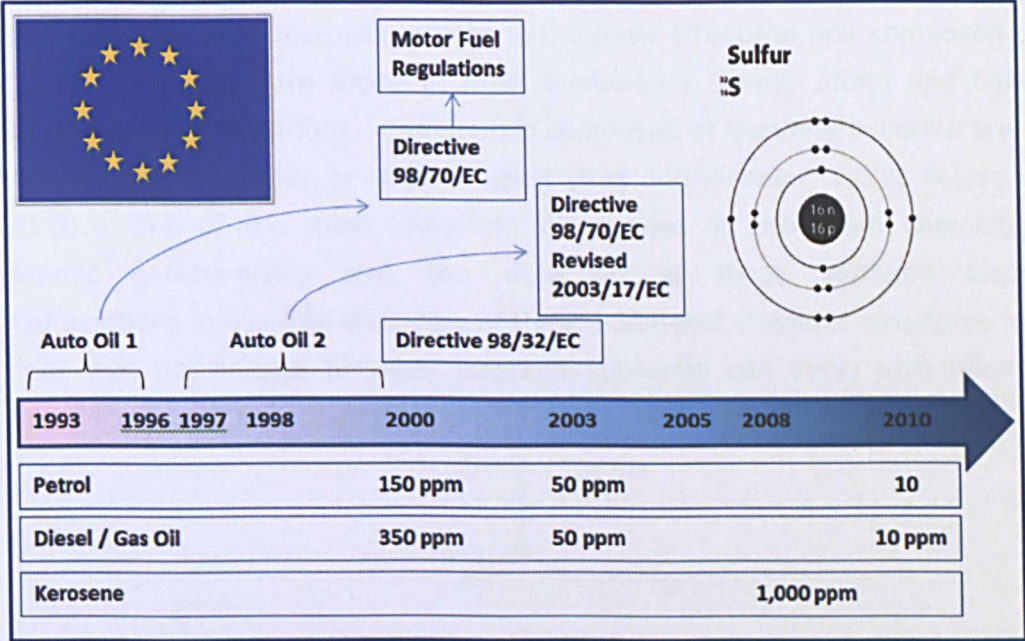 Motor Fuel
Regulations
Sulfur
S
Directive
98/70/EC
16 n
16 p
Directive
98/70/EC
Revised
2003/17/EC
Auto Oil 1
Auto Oil 2
Directive 98/32/EC
1993 1996 1997 1998 2000 2003 2005 2008 2010
Petrol 150 ppm 50 ppm 10
Diesel / Gas Oil 350 ppm 50 ppm 10 ppm
Kerosene 1,000 ppm